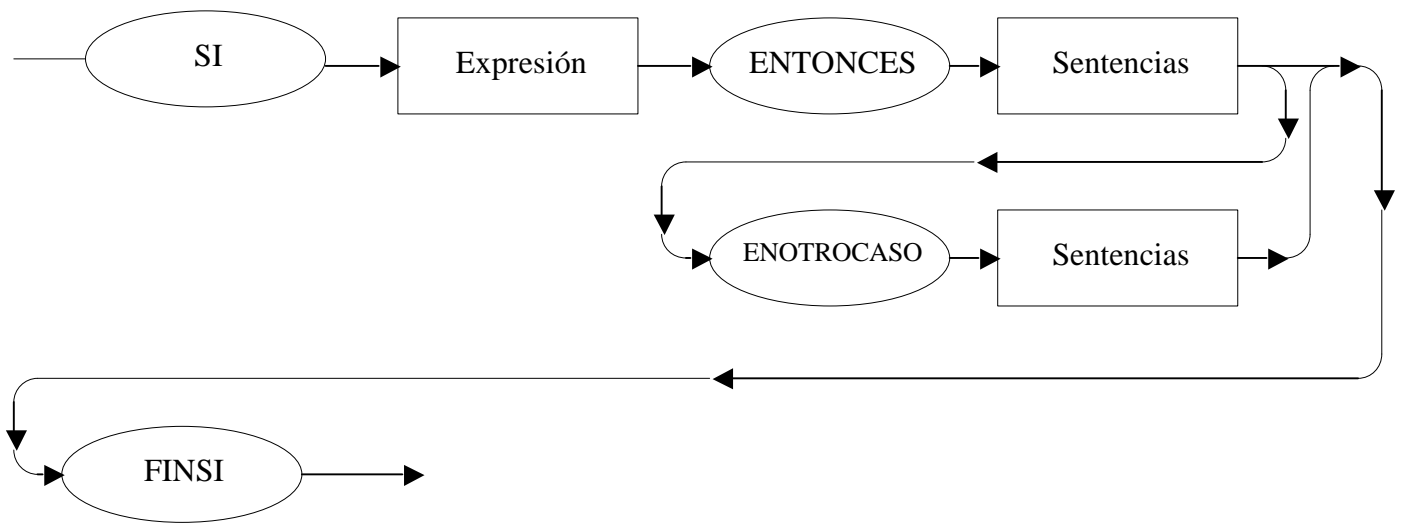 SI
Expresión
ENTONCES
Sentencias
ENOTROCASO
Sentencias
FINSI